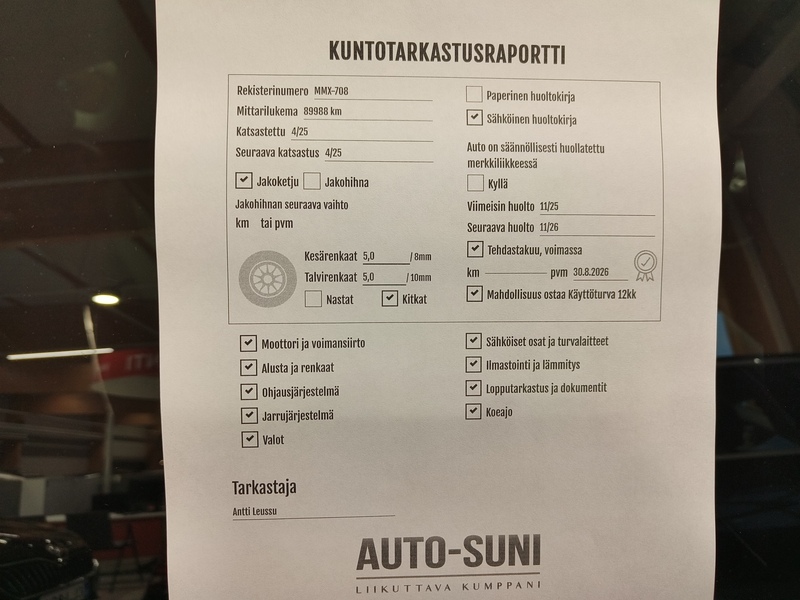 KUNTOTARKASTUSRAPORTTI
Rekisterinumero MMX-708
Mittarilukema 89988 km
Katsastettu 4/25
Seuraava katsastus 4/25
Jakoketju Jakohihna
Jakohihnan seuraava vaihto
km tai pvm
Kesärenkaat 5,0 / 8mm
Talvirenkaat 5,0 / 10mm
Nastat Kitkat
Paperinen huoltokirja
Sähköinen huoltokirja
Auto on säännöllisesti huollatettu
merkkiliikkeessä
Kyllä
Viimeisin huolto 11/25
Seuraava huolto 11/26
Tehdastakuu, voimassa
km pvm 30.8.2026
Mahdollisuus ostaa Käyttöturva 12kk
Moottori ja voimansiirto
Alusta ja renkaat
Ohjausjärjestelmä
Jarrujärjestelmä
Valot
Sähköiset osat ja turvalaitteet
Ilmastointi ja lämmitys
Lopputarkastus ja dokumentit
Koeajo
Tarkastaja
Antti Leussu
AUTO-SUNI
LIIKUTTAVA KUMPPANI